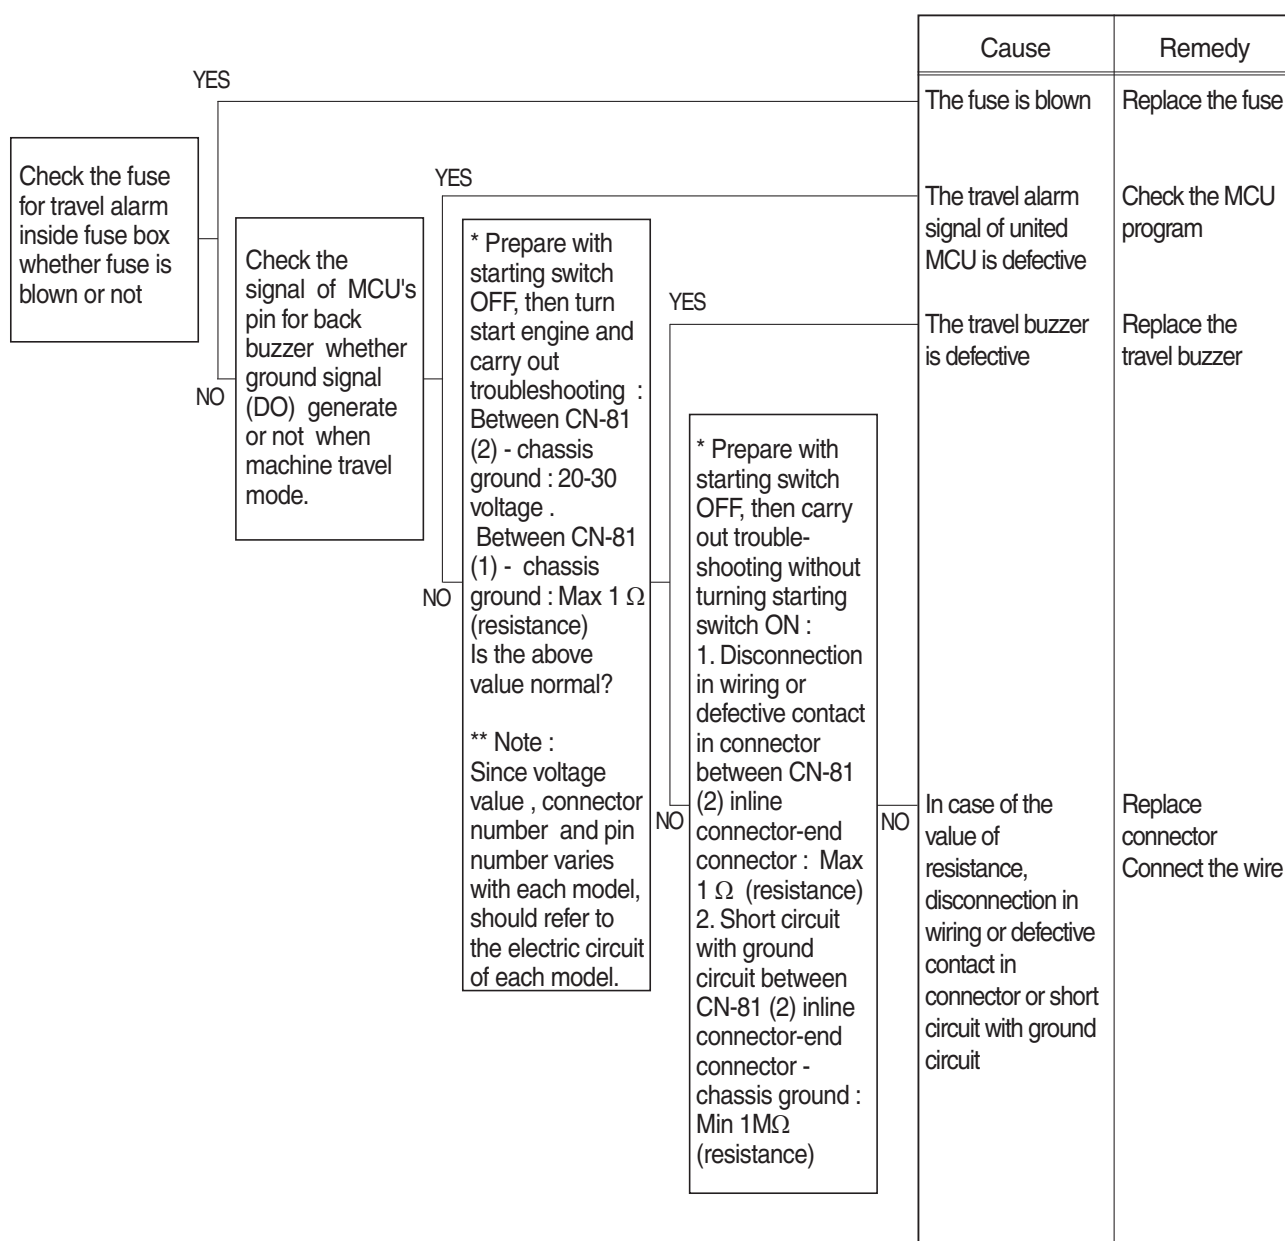 Cause
Remedy
YES
The fuse is blown
Replace the fuse
Check the fuse
for travel alarm
inside fuse box
whether fuse is
blown or not
NO
YES
The travel alarm
signal of united
MCU is defective
Check the MCU
program
Check the
signal of MCU's
pin for back
buzzer whether
ground signal
(DO) generate
or not when
machine travel
mode.
NO
* Prepare with
starting switch
OFF, then turn
start engine and
carry out
troubleshooting :
Between CN-81
(2) - chassis
ground : 20-30
voltage .
Between CN-81
(1) - chassis
ground : Max 1 Ω
(resistance)
Is the above
value normal?
** Note :
Since voltage
value , connector
number and pin
number varies
with each model,
should refer to
the electric circuit
of each model.
YES
The travel buzzer
is defective
Replace the
travel buzzer
NO
* Prepare with
starting switch
OFF, then carry
out trouble-
shooting without
turning starting
switch ON :
1. Disconnection
in wiring or
defective contact
in connector
between CN-81
(2) inline
connector-end
connector : Max
1 Ω (resistance)
2. Short circuit
with ground
circuit between
CN-81 (2) inline
connector-end
connector -
chassis ground :
Min 1MΩ
(resistance)
NO
In case of the
value of
resistance,
disconnection in
wiring or defective
contact in
connector or short
circuit with ground
circuit
Replace
connector
Connect the wire